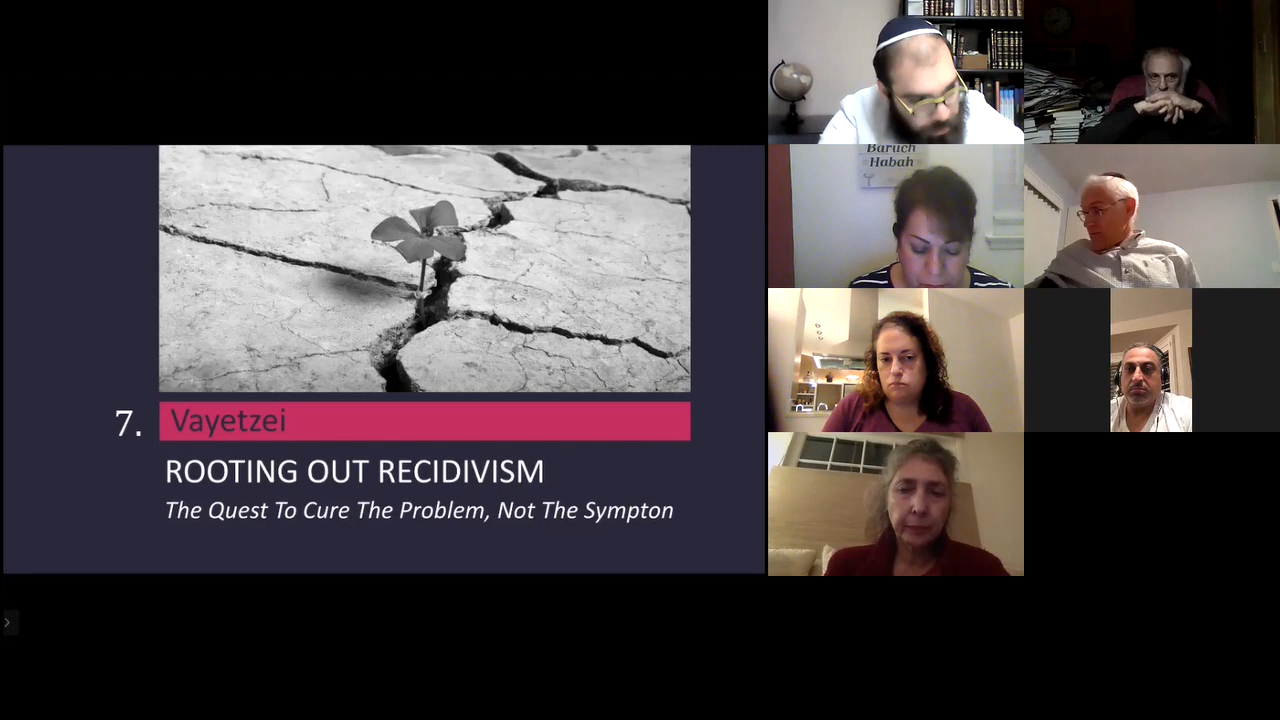 7. Vayetzei
ROOTING OUT RECIDIVISM
The Quest To Cure The Problem, Not The Sympton
Baruch
Habah